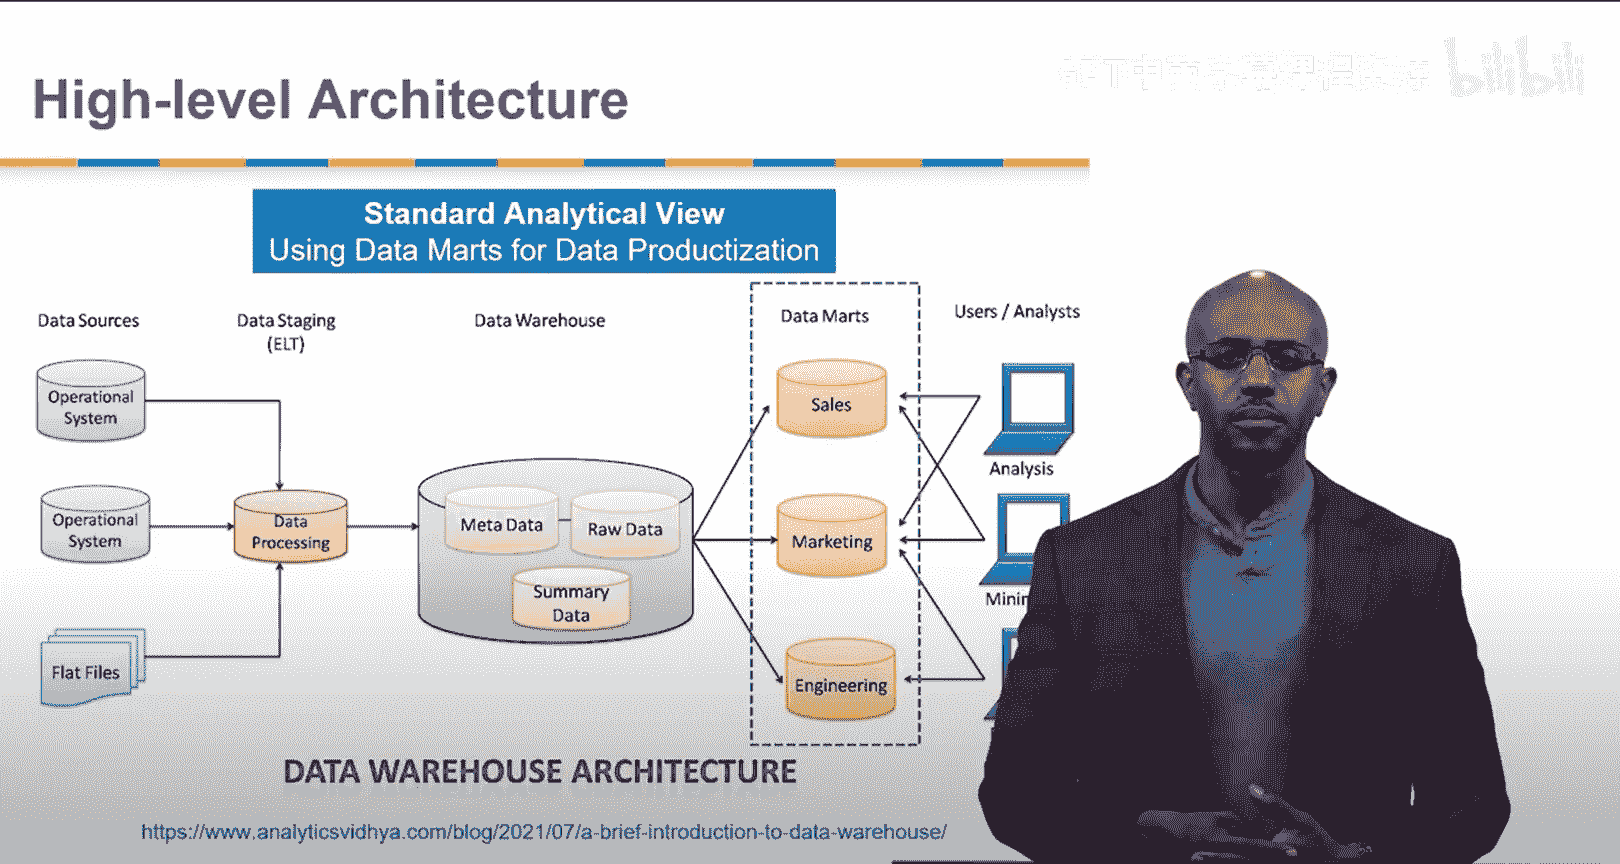 bilibili
High-level Architecture
Standard Analytical View
Using Data Marts for Data Productization
Data Sources
Data Staging
(ELT)
Data Warehouse
Data Marts
Users / Analysts
Operational
System
Sales
Analysis
Operational
System
Data
Processing
Meta Data
Raw Data
Marketing
Summary
Data
Flat Files
Engineering
DATA WAREHOUSE ARCHITECTURE
https://www.analyticsvidhya.com/blog/2021/07/a-brief-introduction-to-data-warehouse/